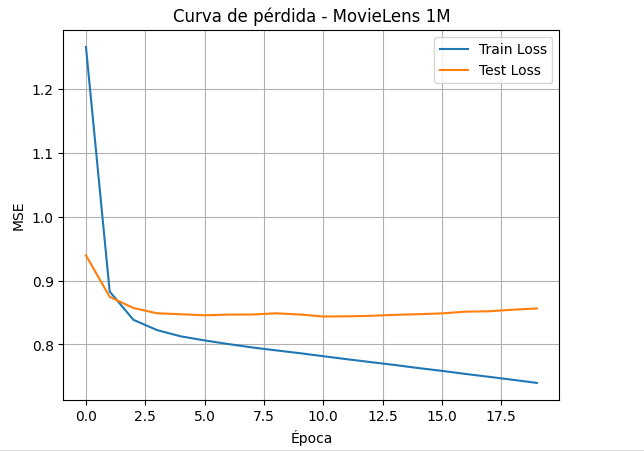 Curva de pérdida - MovieLens 1M
Train Loss
Test Loss
1.2
1.1
1.0
0.9
0.8
MSE
0.0 2.5 5.0 7.5 10.0 12.5 15.0 17.5
Época